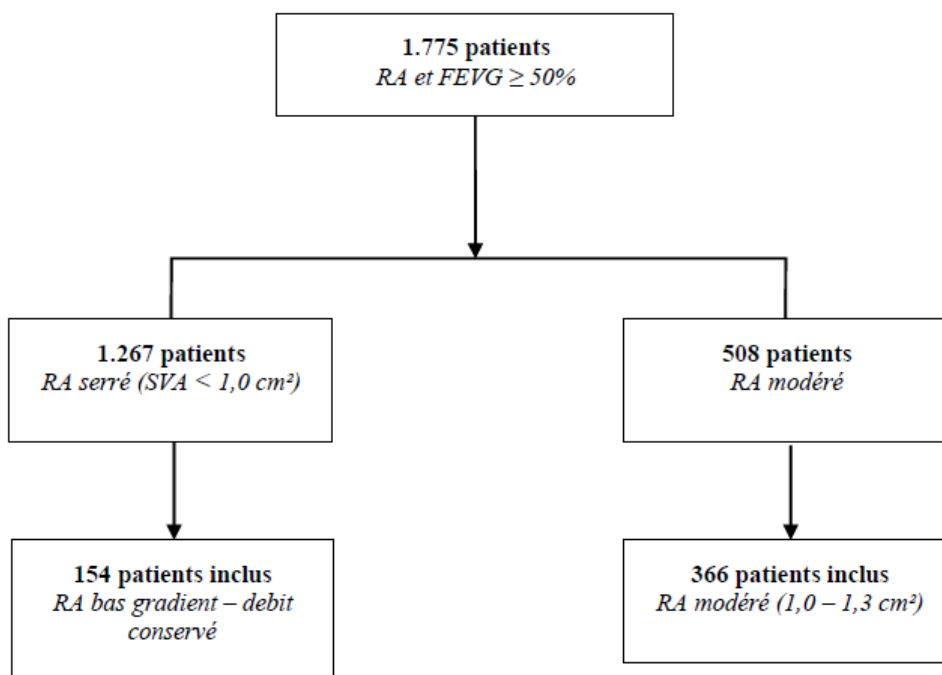 1.775 patients
RA et FEVG ≥ 50%
1.267 patients
RA serré (SVA < 1,0 cm²)
508 patients
RA modéré
154 patients inclus
RA bas gradient – debit
conservé
366 patients inclus
RA modéré (1,0 – 1,3 cm²)